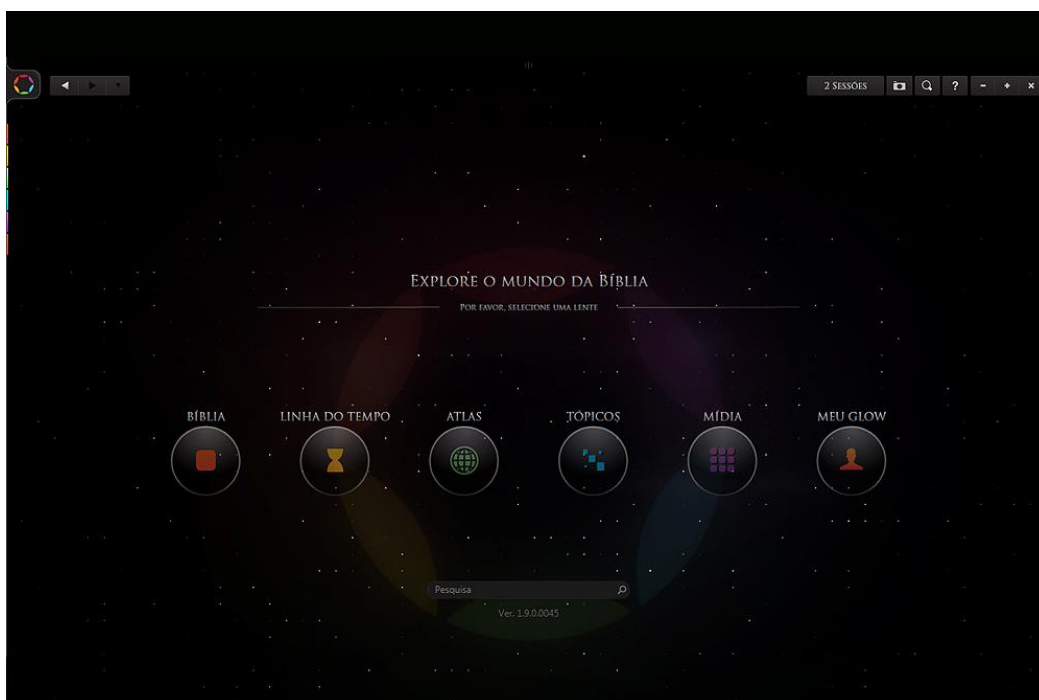 2 Sessões
?
Explore o mundo da Bíblia
Por favor, selecione uma lente
Bíblia
Linha do Tempo
Atlas
Tópicos
Mídia
Meu Glow
Pesquisa
Ver. 1.9.0.0045